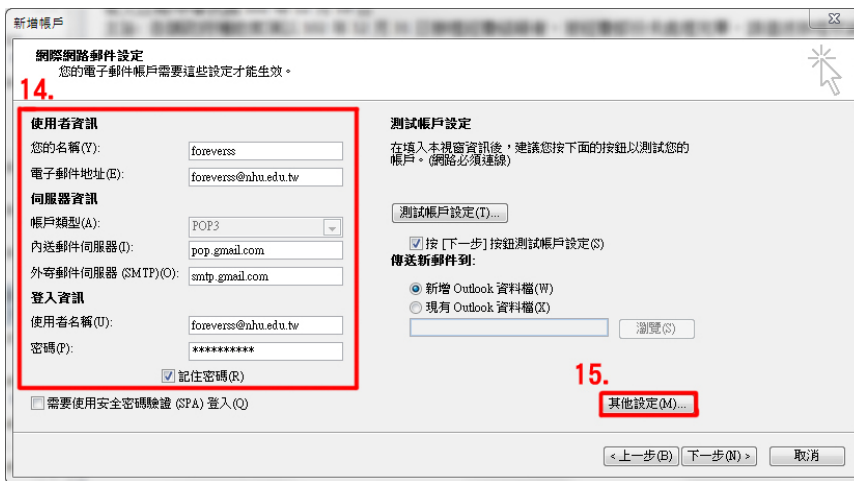 新增帳戶
網際網路郵件設定
您的電子郵件帳戶需要這些設定才能生效。
14.
使用者資訊
您的名稱(Y):
foreverss
電子郵件地址(E):
foreverss@nhu.edu.tw
伺服器資訊
帳戶類型(A):
POP3
內送郵件伺服器(I):
pop.gmail.com
外寄郵件伺服器 (SMTP)(O):
smtp.gmail.com
登入資訊
使用者名稱(U):
foreverss@nhu.edu.tw
密碼(P):
**********
記住密碼(R)
需要使用安全密碼驗證 (SPA) 登入(Q)
測試帳戶設定
在填入本視窗資訊後，建議您按下面的按鈕以測試您的
帳戶。(網路必須連線)
測試帳戶設定(T)...
按 [下一步] 按鈕測試帳戶設定(S)
傳送新郵件到:
新增 Outlook 資料檔(W)
現有 Outlook 資料檔(X)
瀏覽(S)
15.
其他設定(M)...
< 上一步(B)
下一步(N) >
取消